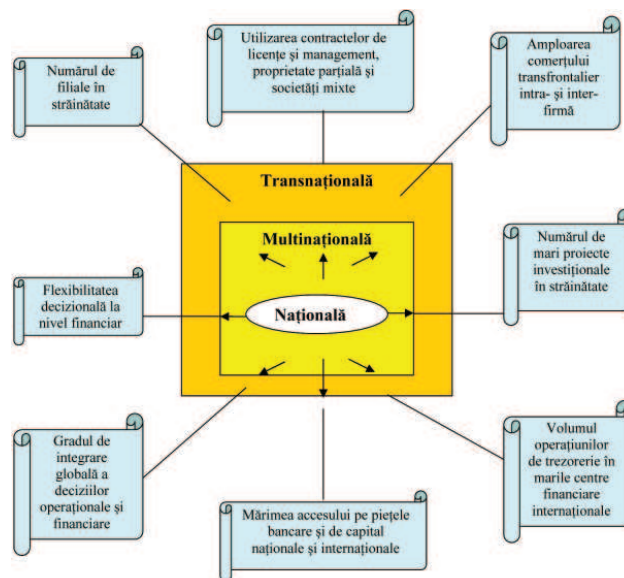 Numărul de
filiale în
străinătate
Utilizarea contractelor de
licențe și management,
proprietate parțială și
societăți mixte
Amploarea
comerțului
transfrontalier
intra- și inter-
firmă
Transnațională
Multinațională
Națională
Flexibilitatea
decizională la
nivel financiar
Numărul de
mari proiecte
investiționale
în străinătate
Gradul de
integrare
globală a
deciziilor
operaționale și
financiare
Mărimea accesului pe piețele
bancare și de capital
naționale și internaționale
Volumul
operațiunilor
de trezorerie în
marile centre
financiare
internaționale